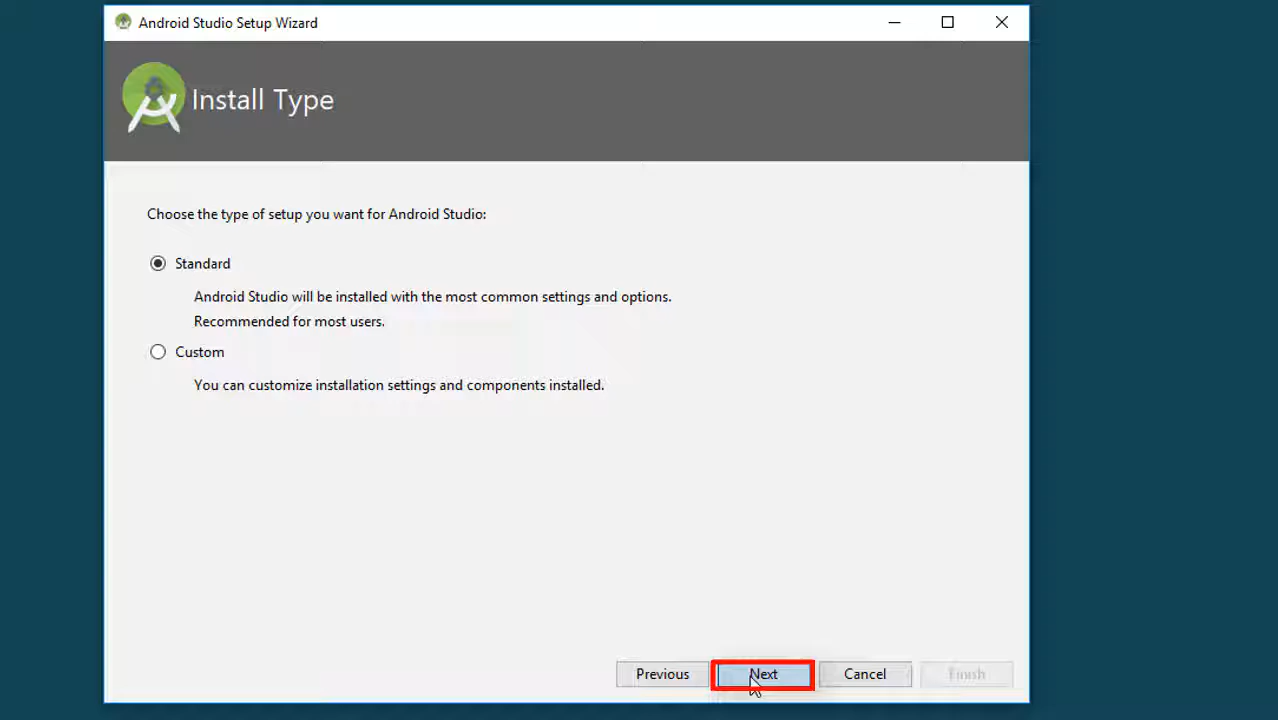 Android Studio Setup Wizard
Install Type
Choose the type of setup you want for Android Studio:
Standard
Android Studio will be installed with the most common settings and options.
Recommended for most users.
Custom
You can customize installation settings and components installed.
Previous
Next
Cancel
Finish